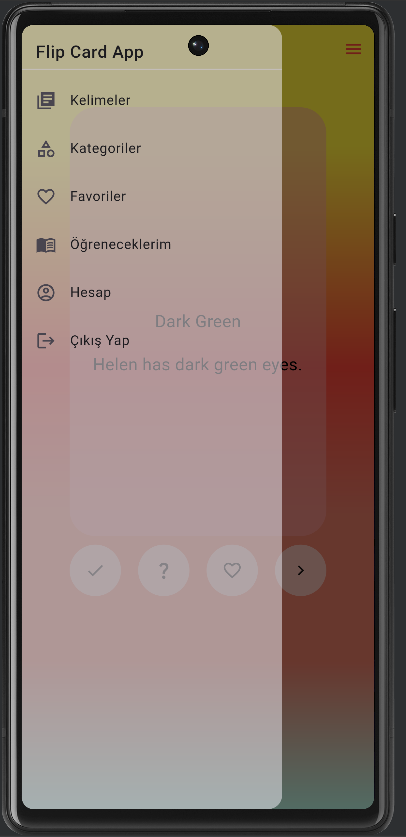 Flip Card App
Kelimeler
Kategoriler
Favoriler
Öğreneceklerim
Hesap
Dark Green
Çıkış Yap
Helen has dark green eyes.
?